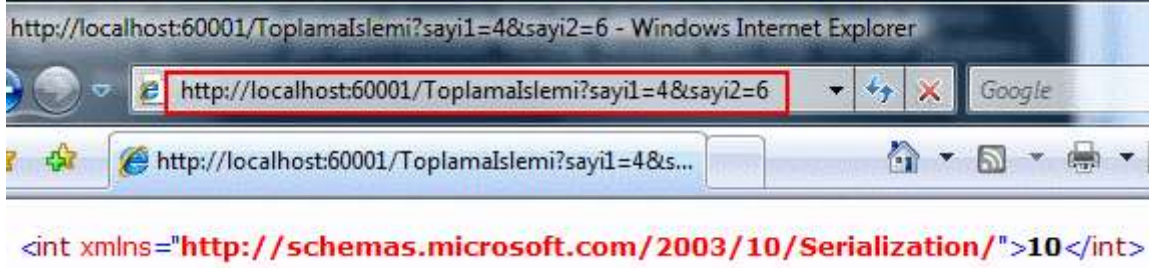 http://localhost:60001/ToplamaIslemi?sayi1=4&sayi2=6 - Windows Internet Explorer
http://localhost:60001/ToplamaIslemi?sayi1=4&sayi2=6
Google
http://localhost:60001/ToplamaIslemi?sayi1=4&s...
<int xmlns="http://schemas.microsoft.com/2003/10/Serialization/">10</int>